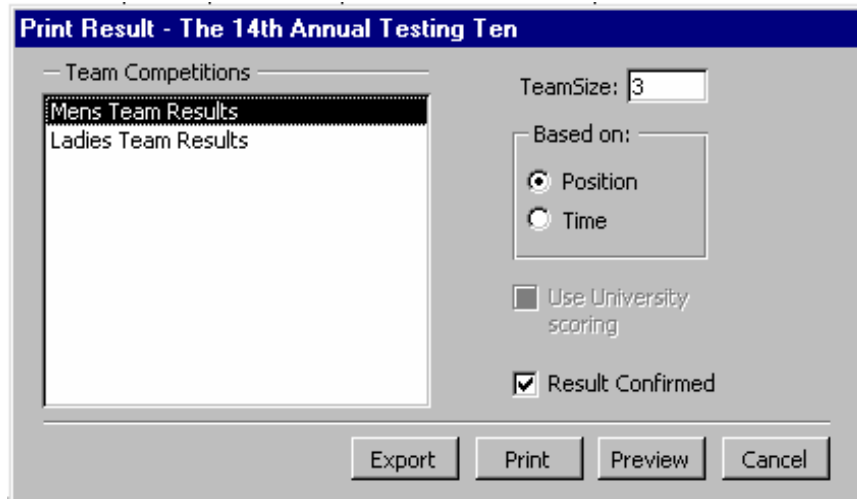 Print Result - The 14th Annual Testing Ten
Team Competitions
Mens Team Results
Ladies Team Results
TeamSize: 3
Based on:
Position
Time
Use University
scoring
Result Confirmed
Export Print Preview Cancel